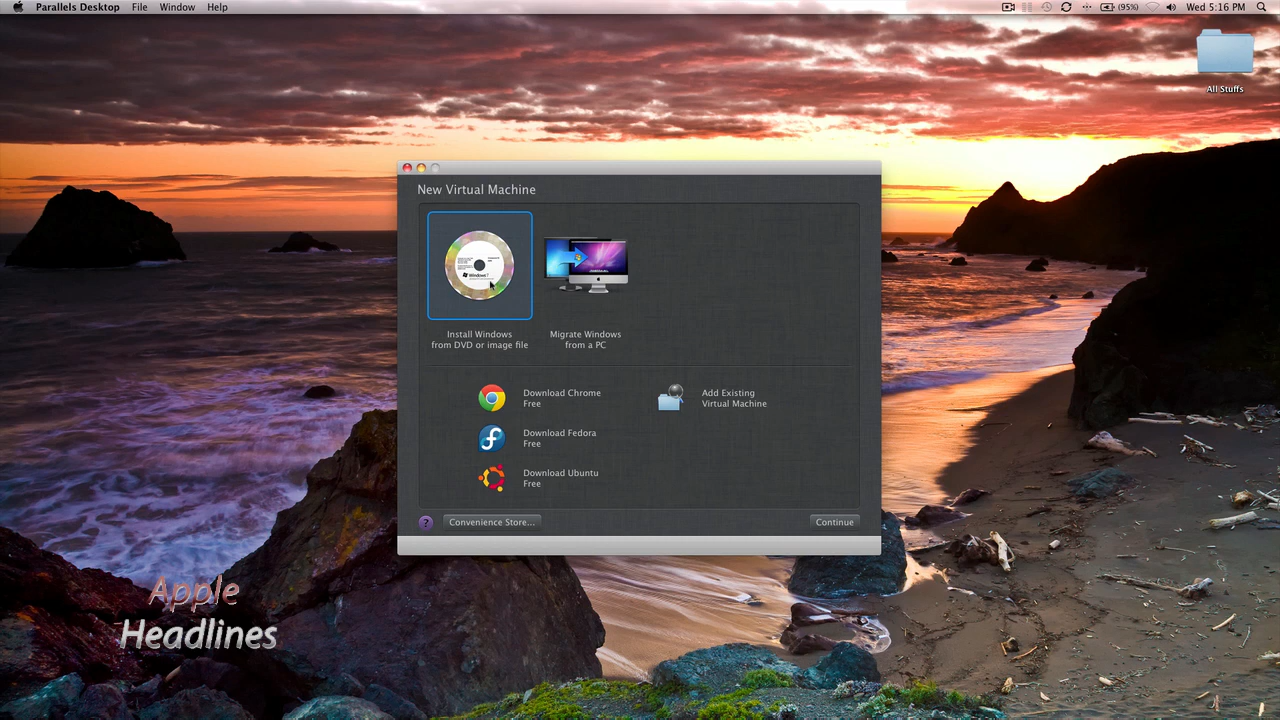 Parallels Desktop File Window Help
(95%) Wed 5:16 PM
All Stuffs
New Virtual Machine
Windows 7
Install Windows
from DVD or image file
Migrate Windows
from a PC
Download Chrome
Free
Add Existing
Virtual Machine
Download Fedora
Free
Download Ubuntu
Free
?
Convenience Store...
Continue
Apple
Headlines